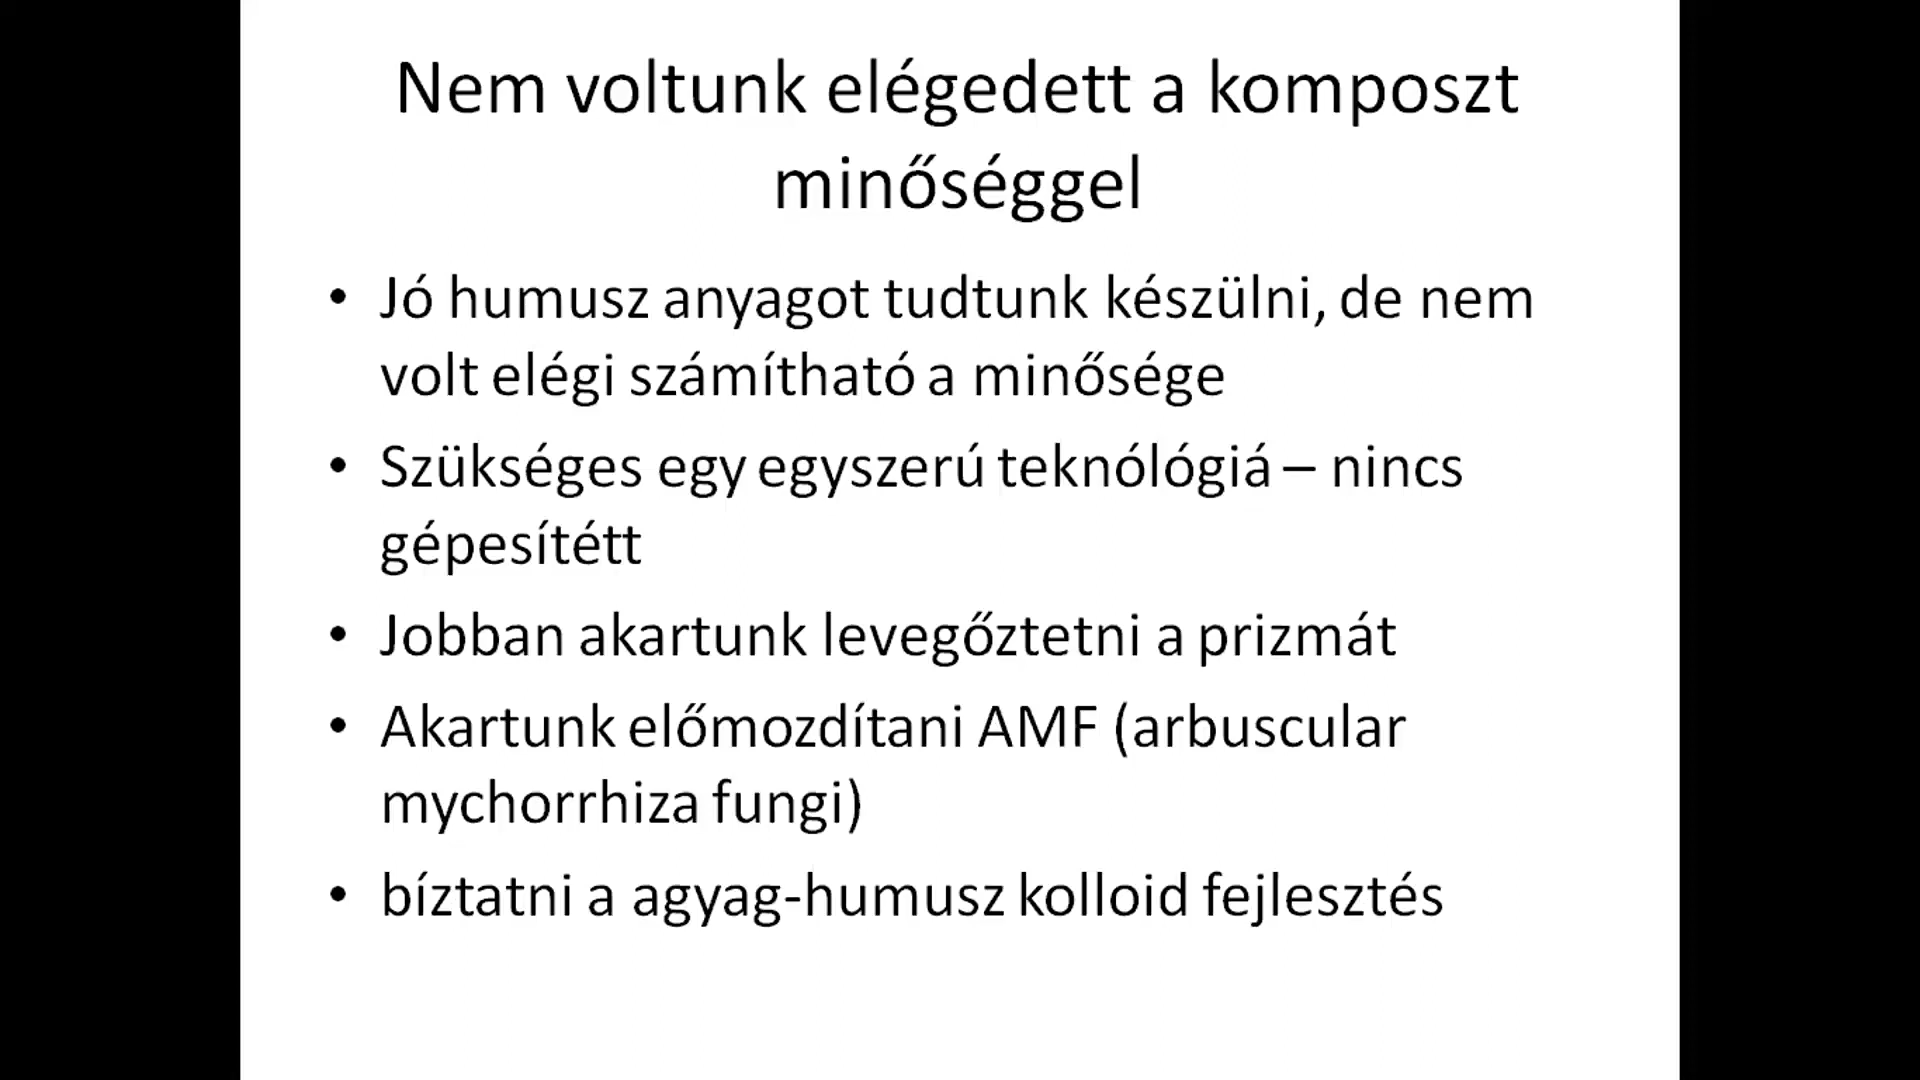 Nem voltunk elégedett a komposzt
minőséggel
• Jó humusz anyagot tudtunk készülni, de nem
volt elégi számítható a minősége
• Szükséges egy egyszerú teknólógiá – nincs
gépesítétt
• Jobban akartunk levegőztetni a prizmát
• Akartunk előmozdítani AMF (arbuscular
mychorrhiza fungi)
• bíztatni a agyag-humusz kolloid fejlesztés